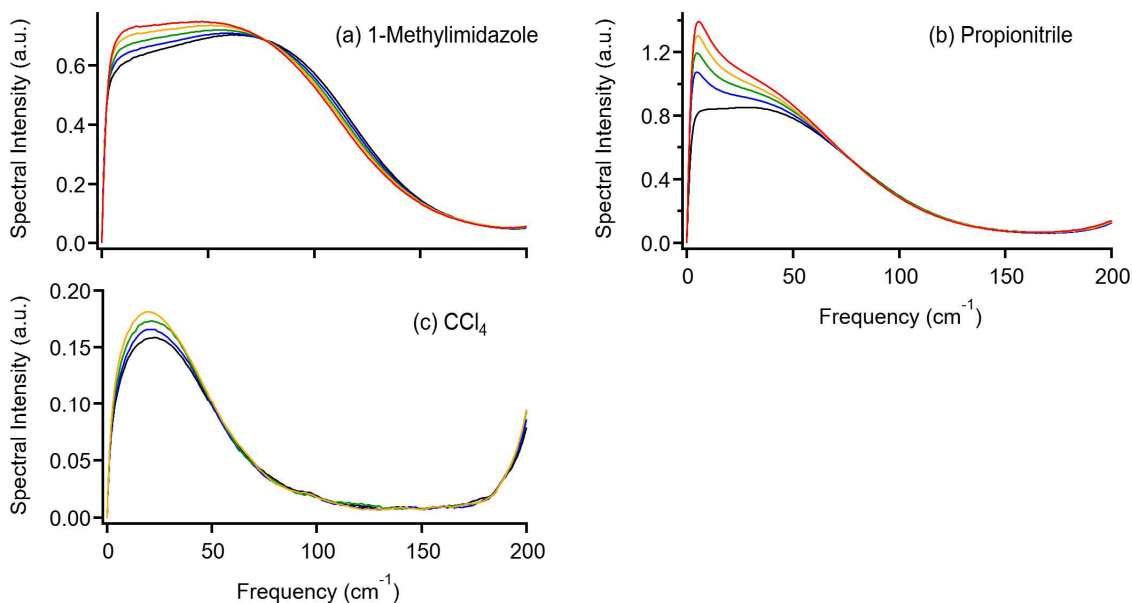 (a) 1-Methylimidazole
Spectral Intensity (a.u.)
0.6
0.4
0.2
0.0
(b) Propionitrile
Spectral Intensity (a.u.)
1.2
0.8
0.4
0.0
0 50 100 150 200
Frequency (cm⁻¹)
(c) CCl₄
Spectral Intensity (a.u.)
0.20
0.15
0.10
0.05
0.00
0 50 100 150 200
Frequency (cm⁻¹)